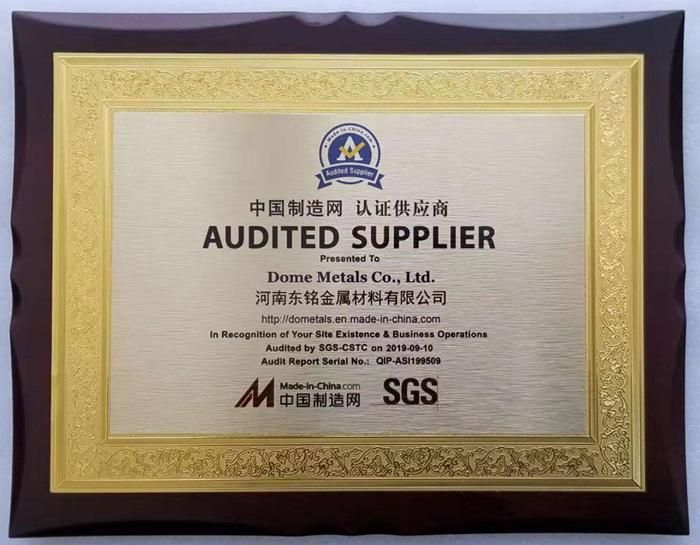 Made-in-China.com
Audited Supplier
中国制造网 认证供应商
AUDITED SUPPLIER
Presented To
Dome Metals Co., Ltd.
河南东铭金属材料有限公司
http://dometals.en.made-in-china.com
In Recognition of Your Site Existence & Business Operations
Audited by SGS-CSTC on 2019-09-10
Audit Report Serial No.: QIP-ASI199509
Made-in-China.com
中国制造网
SGS